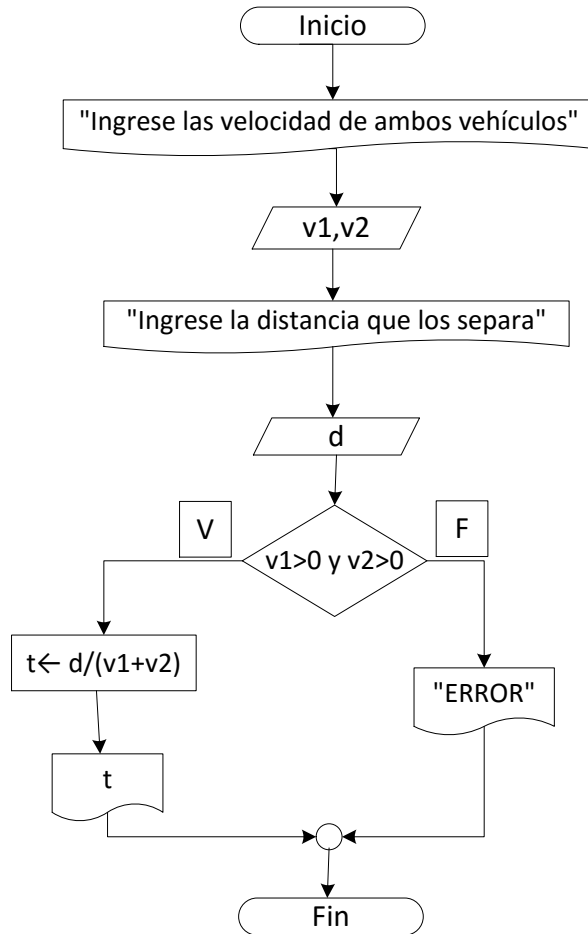 Inicio
"Ingrese las velocidad de ambos vehículos"
v1,v2
"Ingrese la distancia que los separa"
d
V
F
v1>0 y v2>0
t← d/(v1+v2)
"ERROR"
t
Fin